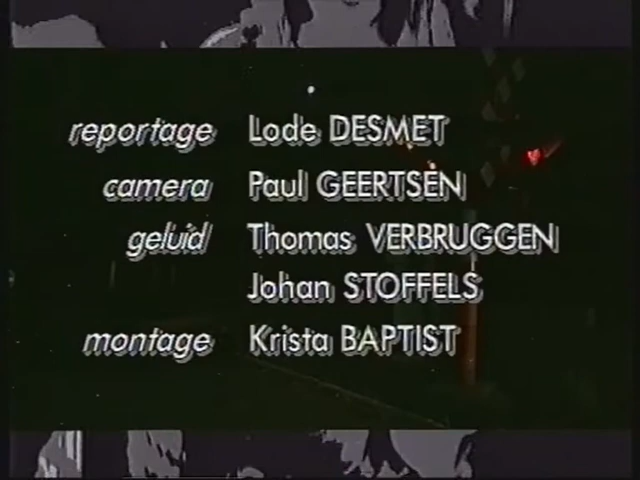 reportage Lode DESMET
camera Paul GEERTSEN
geluid Thomas VERBRUGGEN
Johan STOFFELS
montage Krista BAPTIST